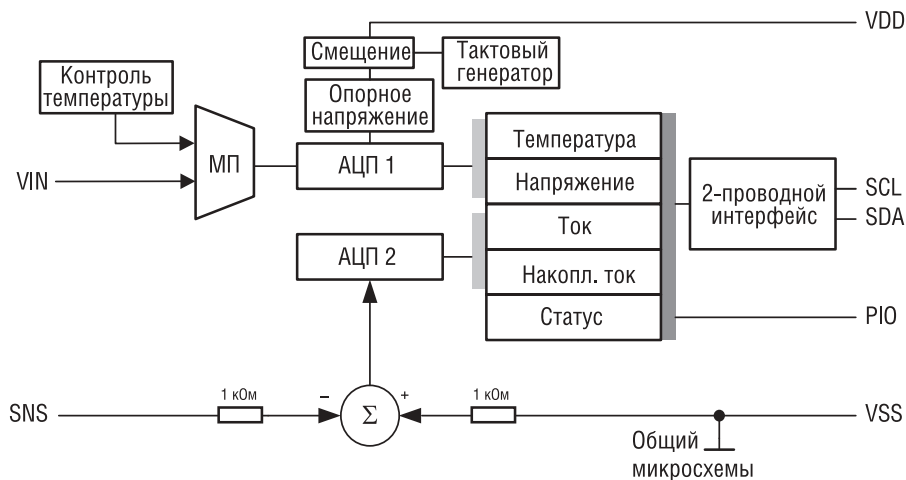 VDD
Смещение
Тактовый
генератор
Контроль
температуры
Опорное
напряжение
МП
VIN
АЦП 1
Температура
Напряжение
Ток
Накопл. ток
Статус
2-проводной
интерфейс
SCL
SDA
АЦП 2
PIO
SNS
1 кОм
–
Σ
+
1 кОм
VSS
Общий
микросхемы